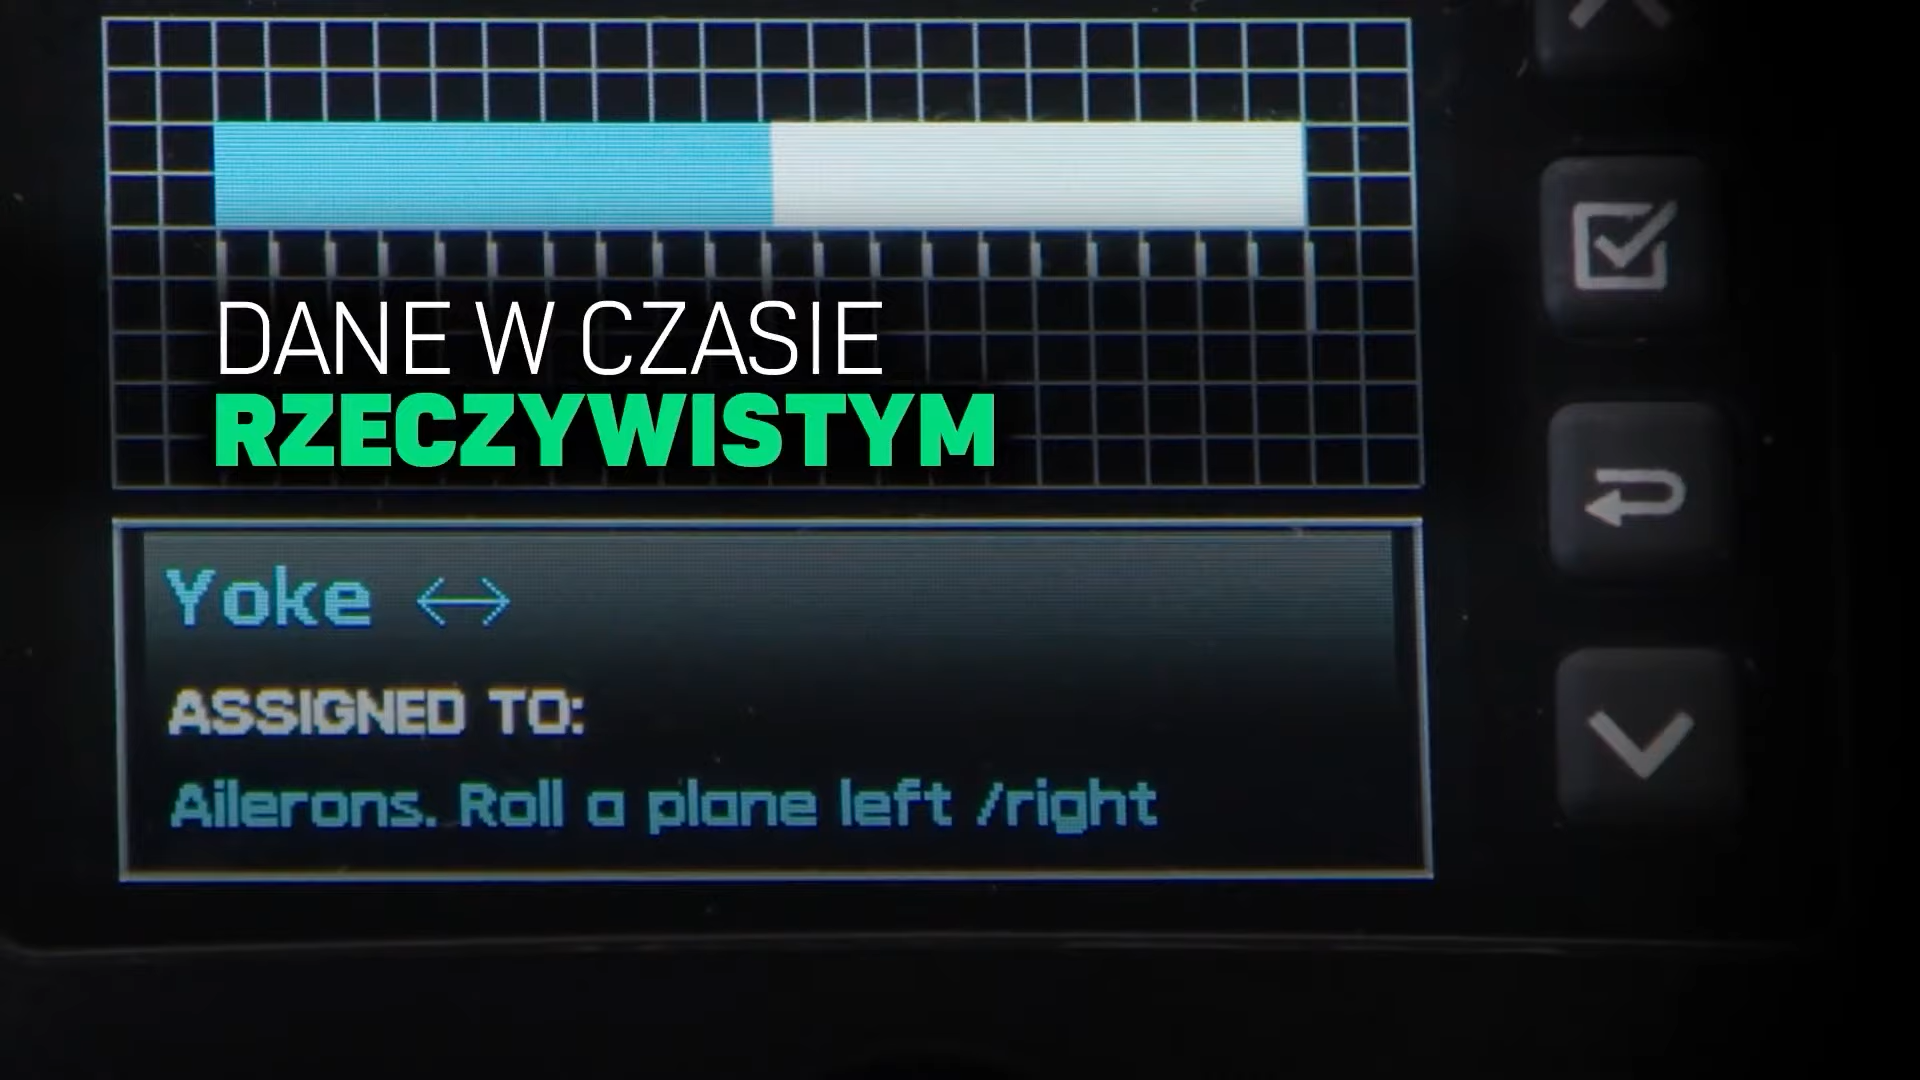 DANE W CZASIE
RZECZYWISTYM
Yoke ↔
ASSIGNED TO:
Ailerons. Roll a plane left /right